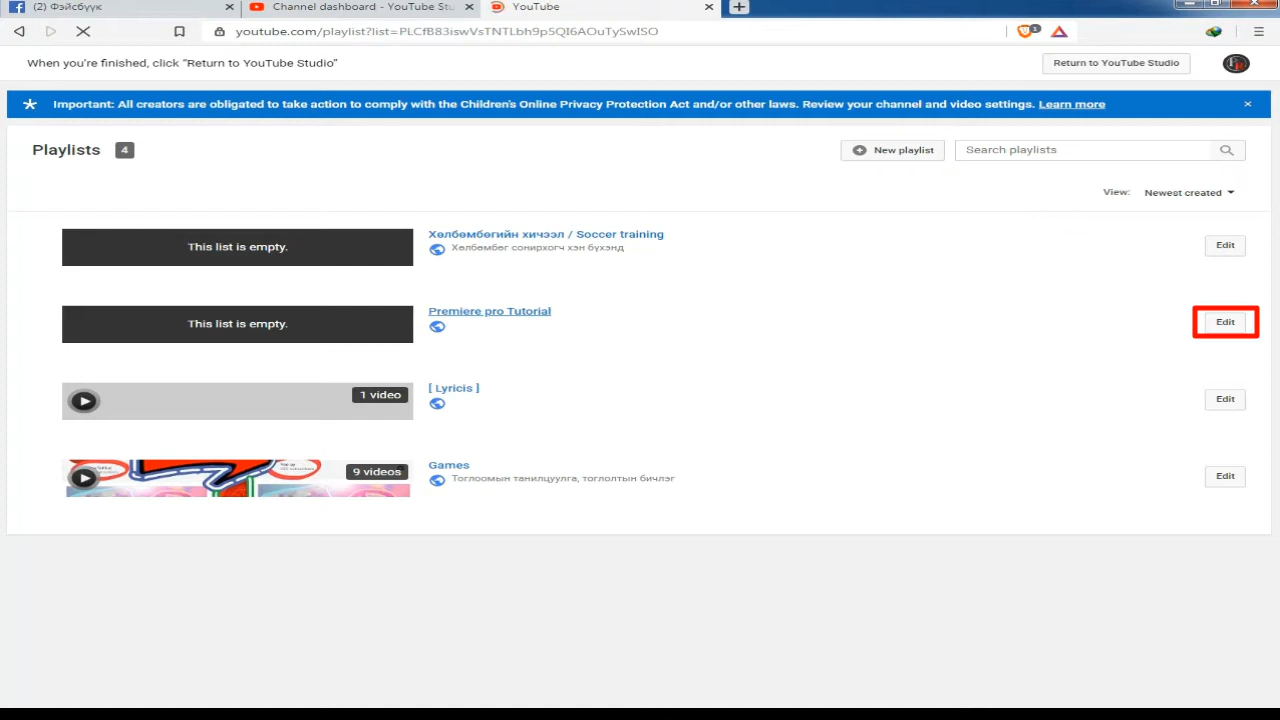 (2) Фэйсбүүк
Channel dashboard - YouTube Stu
YouTube
youtube.com/playlist?list=PLCfB83iswVsTNTLbh9p5QI6AOuTySwISO
1
When you're finished, click “Return to YouTube Studio”
Return to YouTube Studio
Important: All creators are obligated to take action to comply with the Children's Online Privacy Protection Act and/or other laws. Review your channel and video settings. Learn more
Playlists 4
New playlist
Search playlists
View: Newest created
This list is empty.
Хөлбөмбөгийн хичээл / Soccer training
Хөлбөмбөг сонирхогч хэн бүхэнд
Edit
This list is empty.
Premiere pro Tutorial
Edit
1 video
[ Lyricis ]
Edit
9 videos
Games
Тоглоомын танилцуулга, тоглолтын бичлэг
Edit